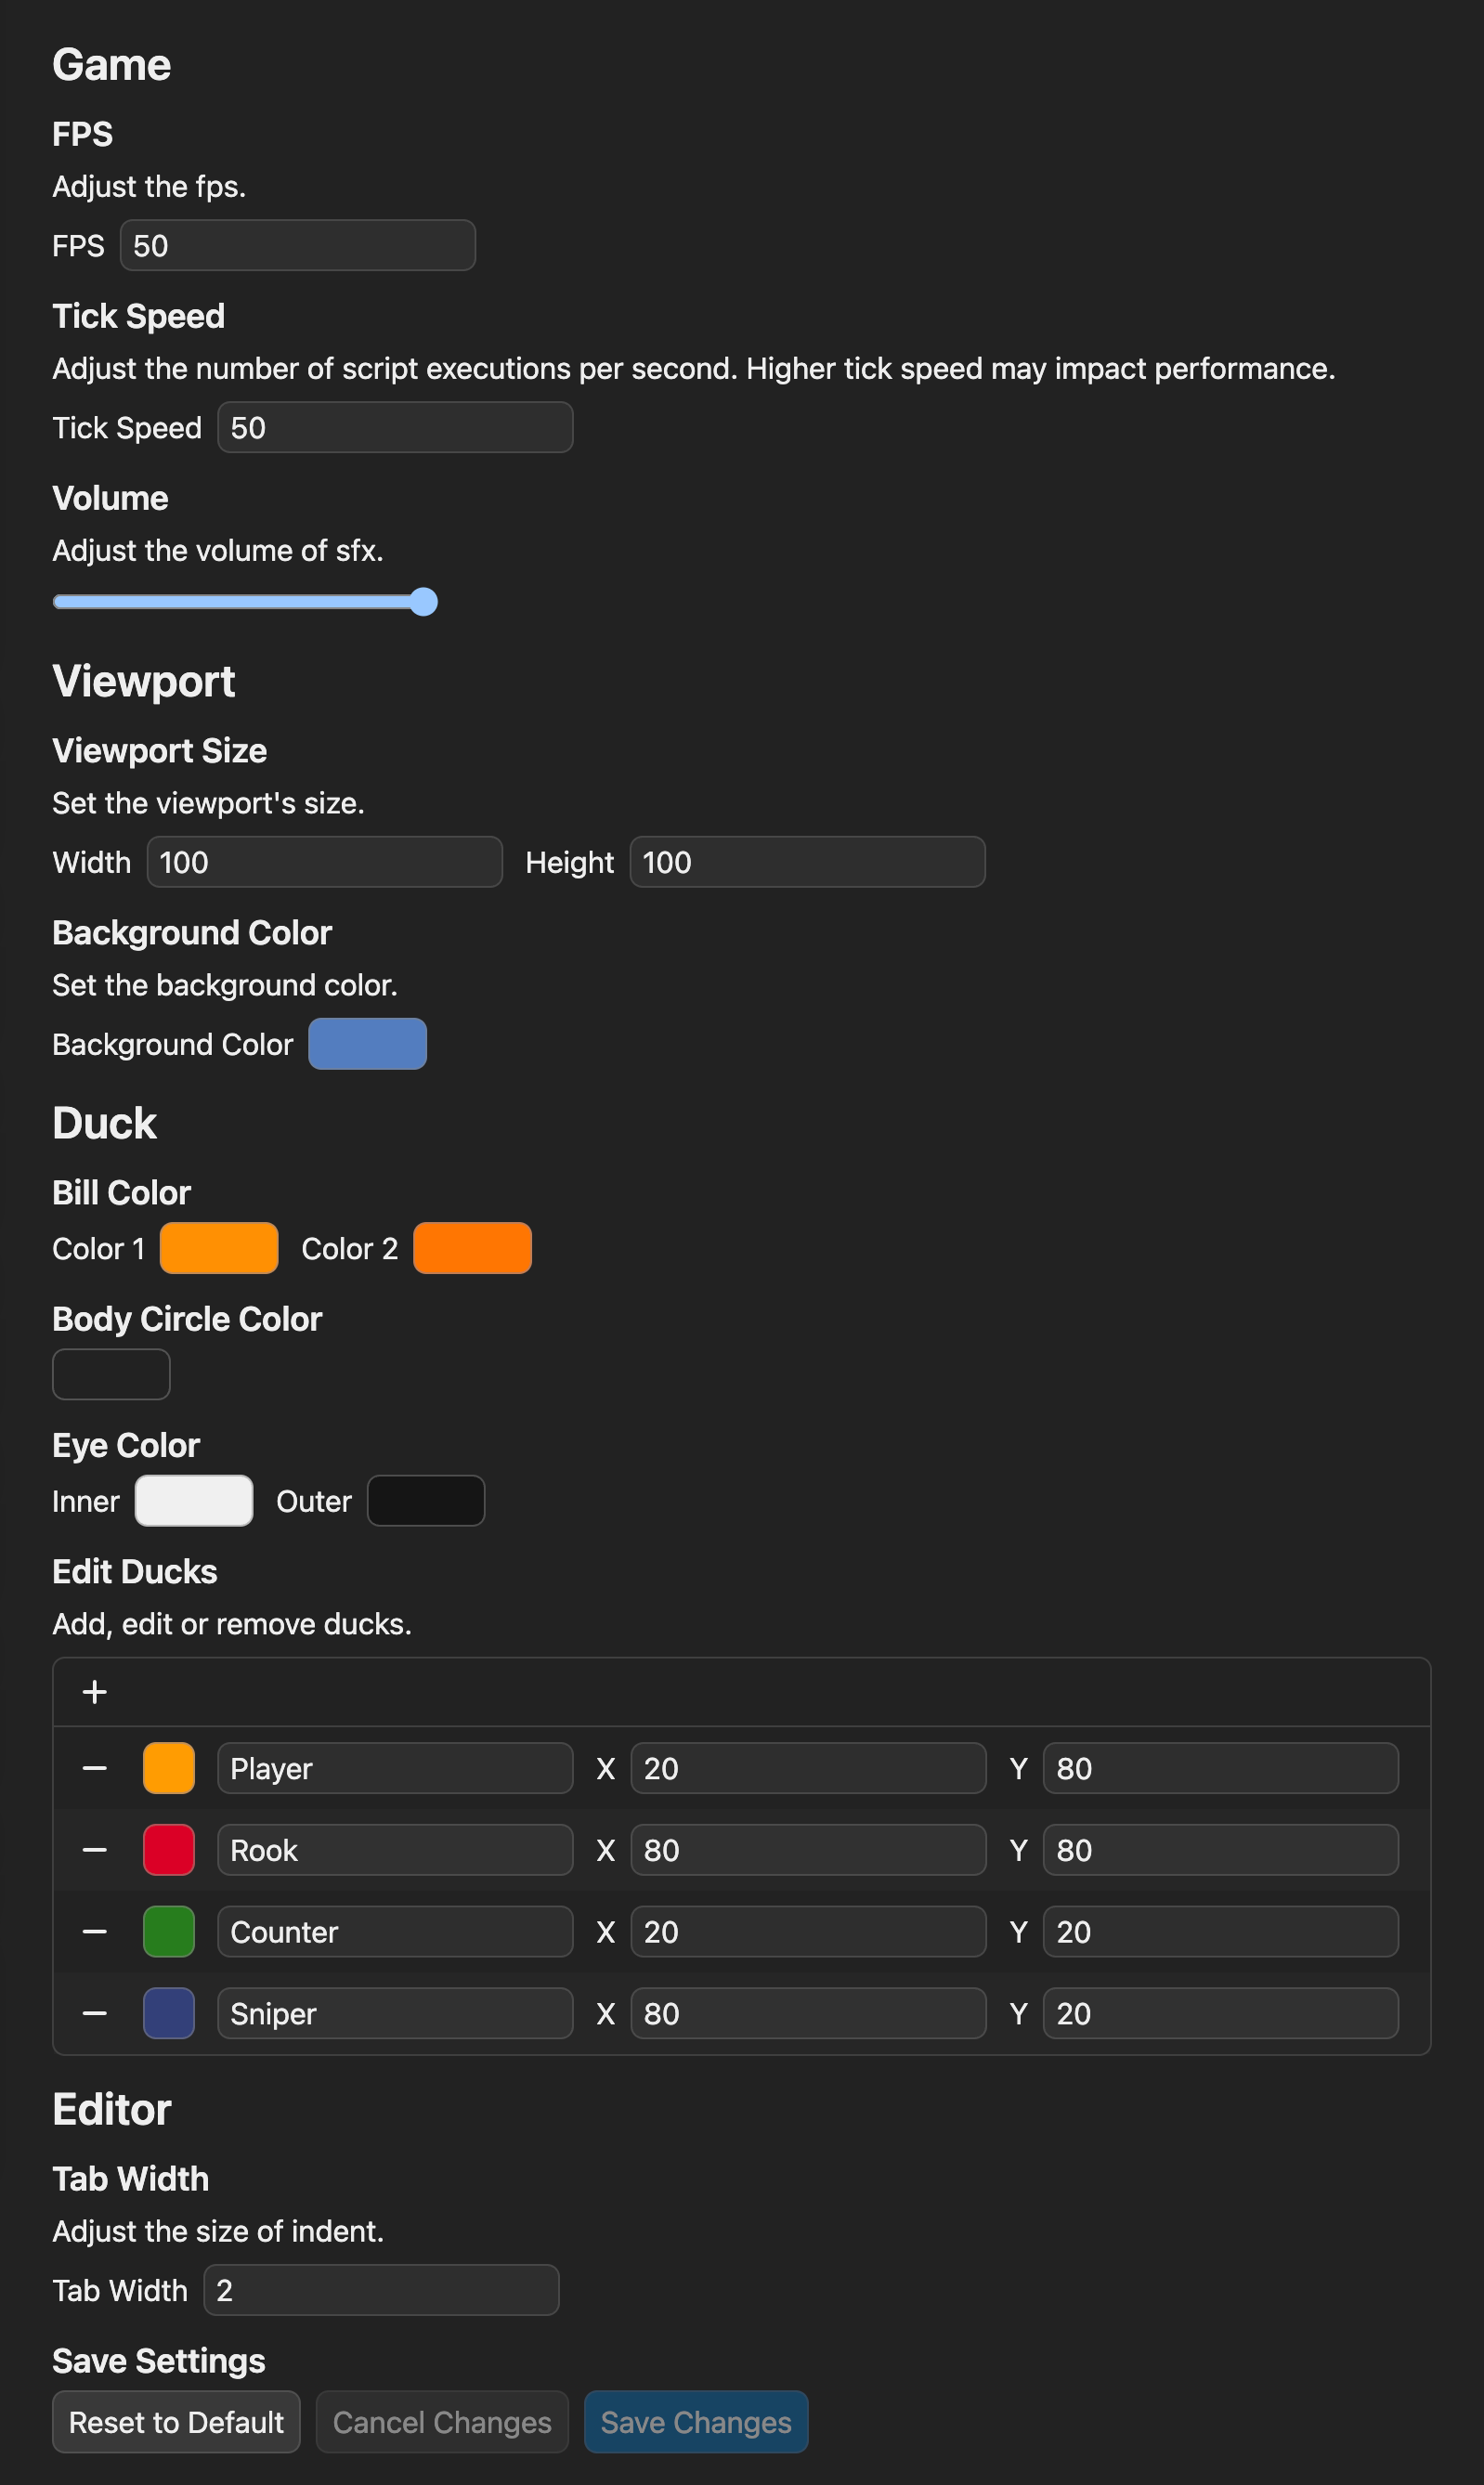 Game
FPS
Adjust the fps.
FPS 50
Tick Speed
Adjust the number of script executions per second. Higher tick speed may impact performance.
Tick Speed 50
Volume
Adjust the volume of sfx.
Viewport
Viewport Size
Set the viewport's size.
Width 100 Height 100
Background Color
Set the background color.
Background Color
Duck
Bill Color
Color 1 Color 2
Body Circle Color
Eye Color
Inner Outer
Edit Ducks
Add, edit or remove ducks.
+
− Player X 20 Y 80
− Rook X 80 Y 80
− Counter X 20 Y 20
− Sniper X 80 Y 20
Editor
Tab Width
Adjust the size of indent.
Tab Width 2
Save Settings
Reset to Default Cancel Changes Save Changes